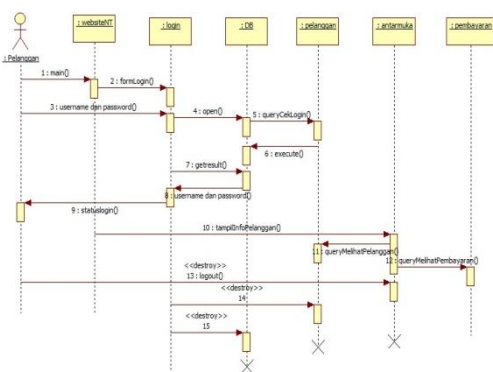 : websiteNT
: login
: DB
: pelanggan
: antarmuka
: pembayaran
: Pelanggan
1 : main()
2 : formLogin()
3 : username dan password()
4 : open()
5 : queryCekLogin()
6 : execute()
7 : getresult()
8 : username dan password()
9 : statuslogin()
10 : tampilInfoPelanggan()
11 : queryMelihatPelanggan()
12 : queryMelihatPembayaran()
<<destroy>>
13 : logout()
<<destroy>>
14
<<destroy>>
15